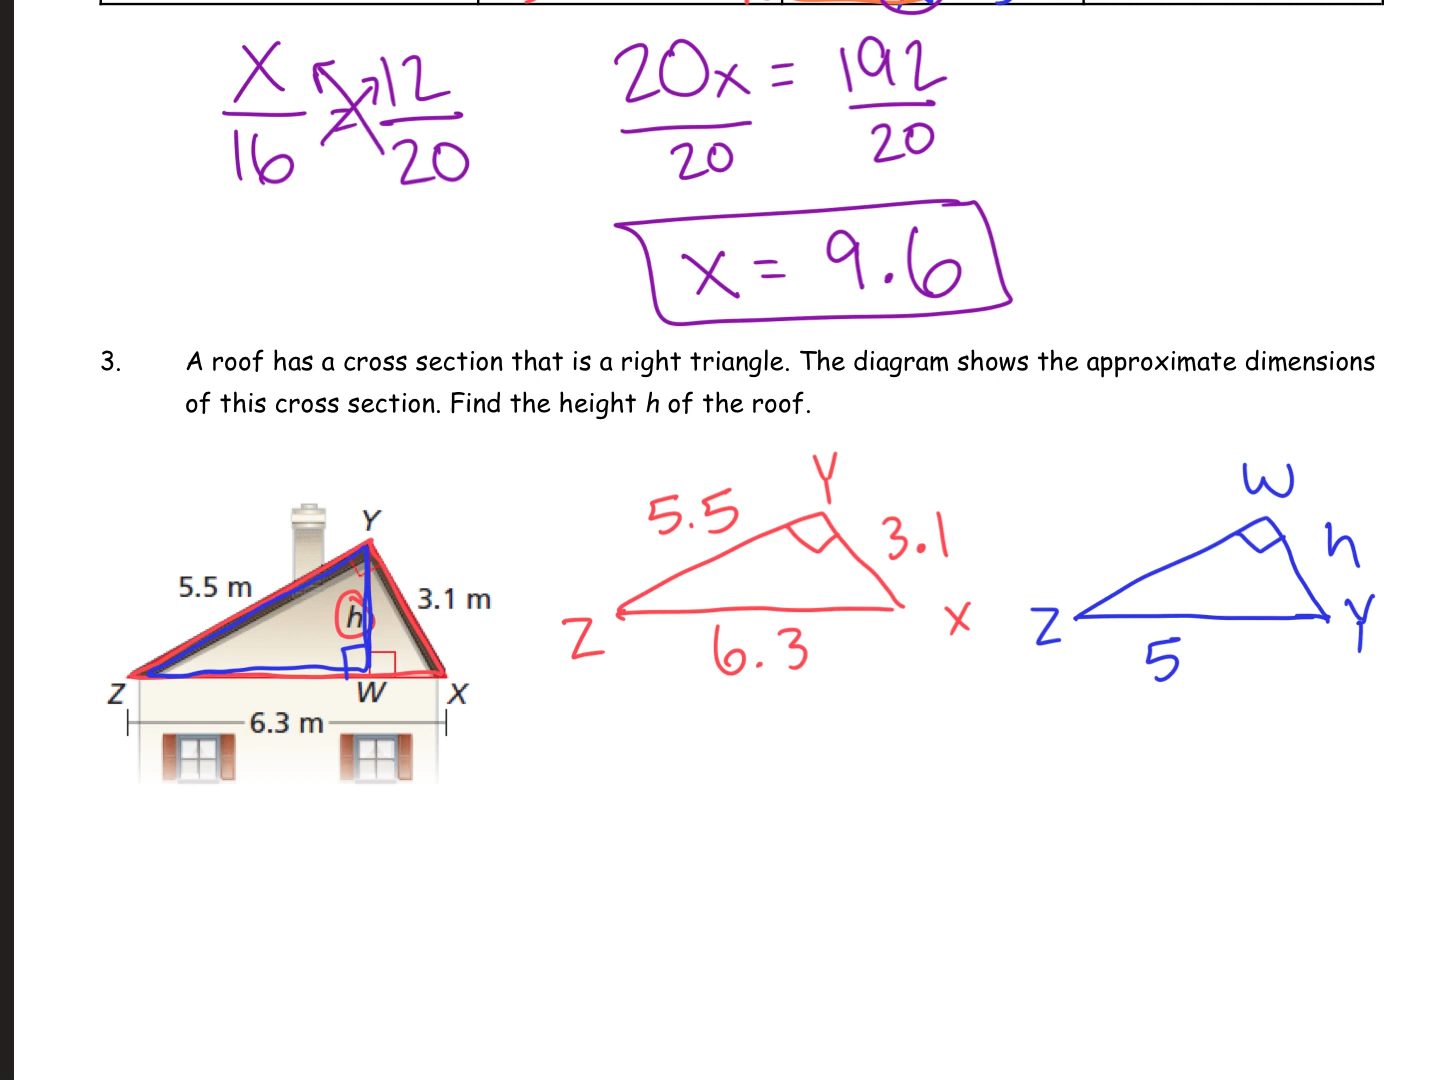 x/16 = 12/20
20x/20 = 192/20
x = 9.6
3. A roof has a cross section that is a right triangle. The diagram shows the approximate dimensions
of this cross section. Find the height h of the roof.
Y
5.5 m
3.1 m
h
Z
W
X
6.3 m
Y
5.5
3.1
Z
6.3
X
W
h
Z
5
Y